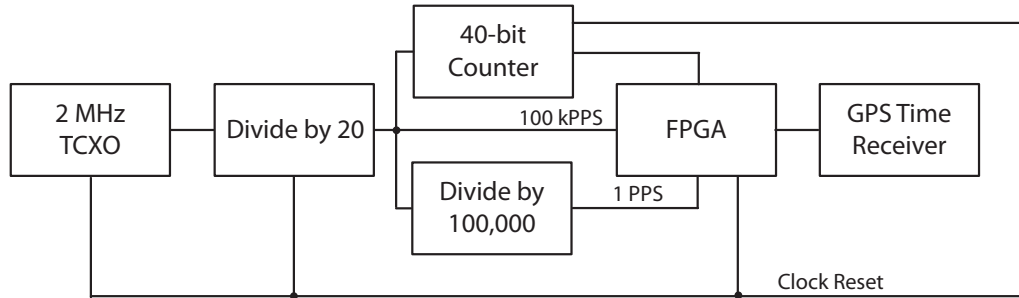 40-bit
Counter
2 MHz
TCXO
Divide by 20
100 kPPS
FPGA
GPS Time
Receiver
Divide by
100,000
1 PPS
Clock Reset